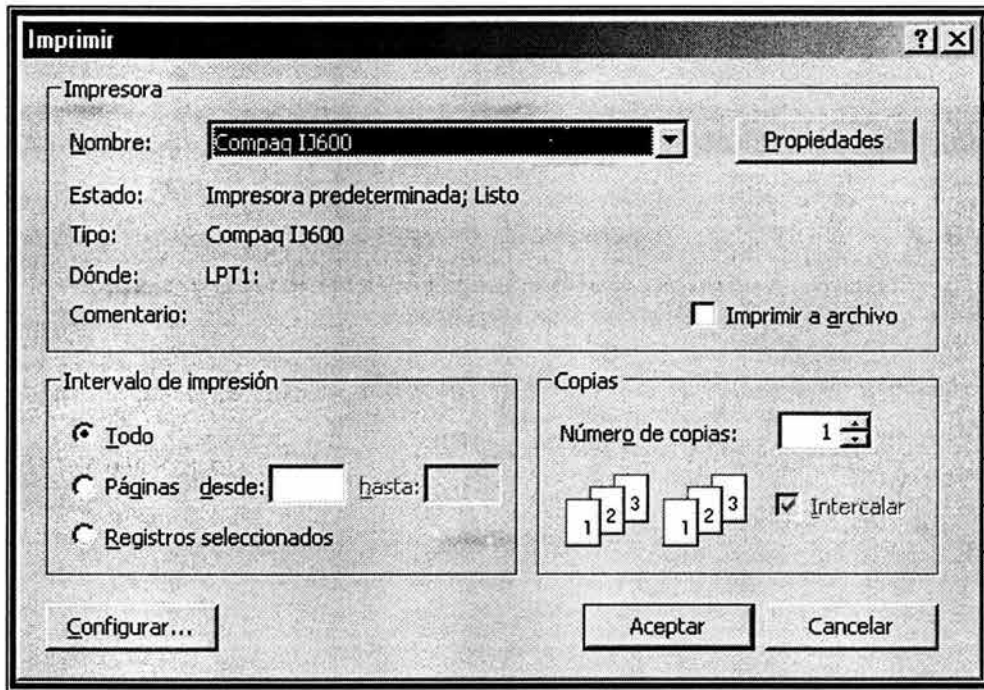 Imprimir
Impresora
Nombre: Compaq IJ600 Propiedades
Estado: Impresora predeterminada; Listo
Tipo: Compaq IJ600
Dónde: LPT1:
Comentario: Imprimir a archivo
Intervalo de impresión
Todo
Páginas desde: hasta:
Registros seleccionados
Copias
Número de copias: 1
1 2 3 1 2 3 Intercalar
Configurar... Aceptar Cancelar